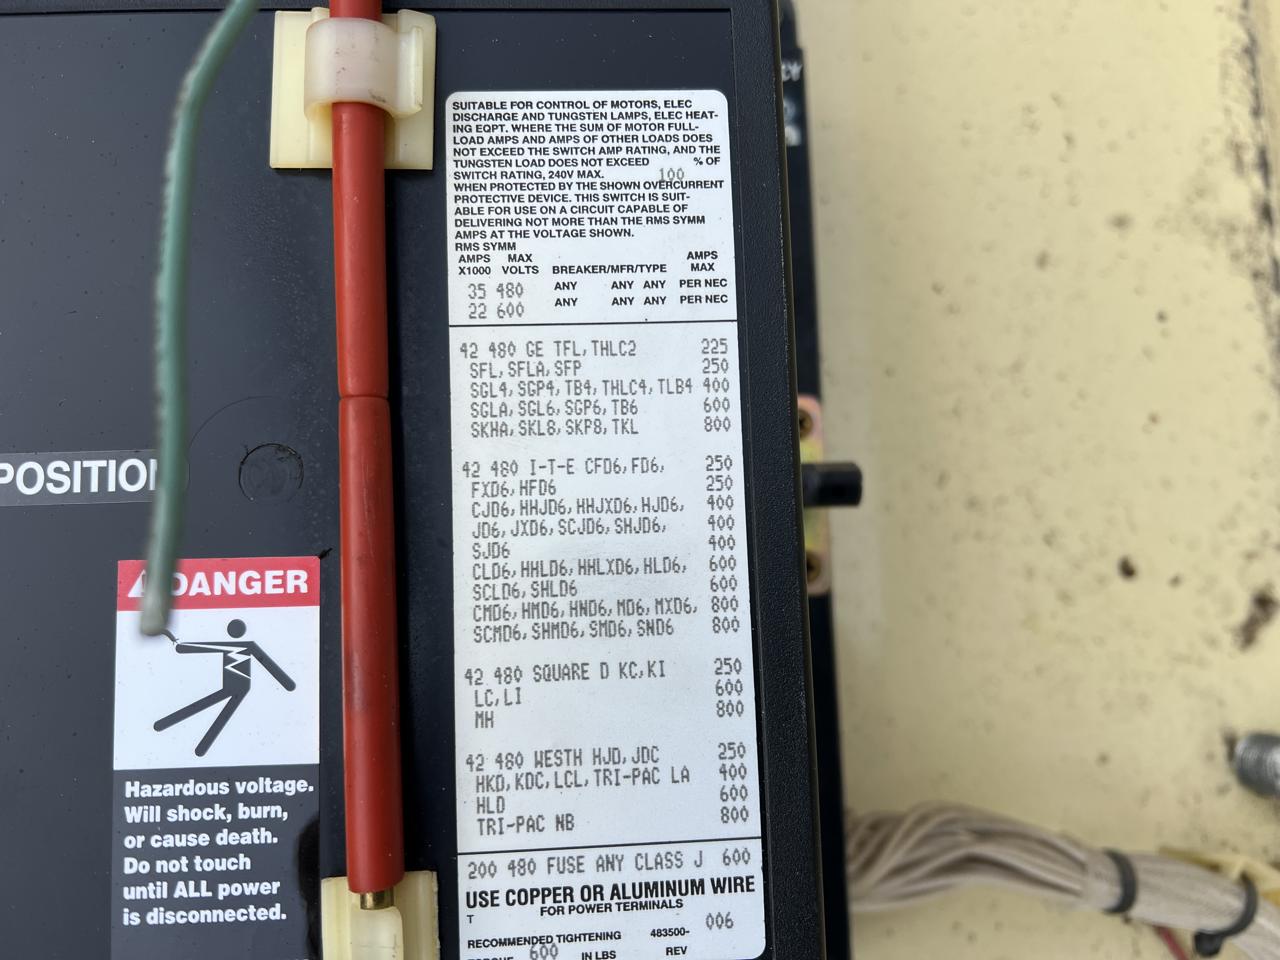 SUITABLE FOR CONTROL OF MOTORS, ELEC
DISCHARGE AND TUNGSTEN LAMPS, ELEC HEAT-
ING EQPT. WHERE THE SUM OF MOTOR FULL-
LOAD AMPS AND AMPS OF OTHER LOADS DOES
NOT EXCEED THE SWITCH AMP RATING, AND THE
TUNGSTEN LOAD DOES NOT EXCEED 100 % OF
SWITCH RATING, 240V MAX.
WHEN PROTECTED BY THE SHOWN OVERCURRENT
PROTECTIVE DEVICE. THIS SWITCH IS SUIT-
ABLE FOR USE ON A CIRCUIT CAPABLE OF
DELIVERING NOT MORE THAN THE RMS SYMM
AMPS AT THE VOLTAGE SHOWN.
RMS SYMM
AMPS MAX AMPS
X1000 VOLTS BREAKER/MFR/TYPE MAX
35 480 ANY ANY ANY PER NEC
22 600 ANY ANY ANY PER NEC
42 480 GE TFL, THLC2 225
SFL, SFLA, SFP 250
SGL4, SGP4, TB4, THLC4, TLB4 400
SGLA, SGL6, SGP6, TB6 600
SKHA, SKL8, SKP8, TKL 800
42 480 I-T-E CFD6, FD6, 250
FXD6, HFD6 250
CJD6, HHJD6, HHJXD6, HJD6, 400
JD6, JXD6, SCJD6, SHJD6, 400
SJD6 400
CLD6, HHLD6, HHLXD6, HLD6, 600
SCLD6, SHLD6 600
CMD6, HMD6, HND6, MD6, MXD6, 800
SCMD6, SHMD6, SMD6, SND6 800
42 480 SQUARE D KC, KI 250
LC, LI 600
MH 800
42 480 WESTH HJD, JDC 250
HKD, KDC, LCL, TRI-PAC LA 400
HLD 600
TRI-PAC NB 800
200 480 FUSE ANY CLASS J 600
USE COPPER OR ALUMINUM WIRE
T FOR POWER TERMINALS
RECOMMENDED TIGHTENING 483500- 006
TORQUE 600 IN LBS REV
POSITION
DANGER
Hazardous voltage.
Will shock, burn,
or cause death.
Do not touch
until ALL power
is disconnected.